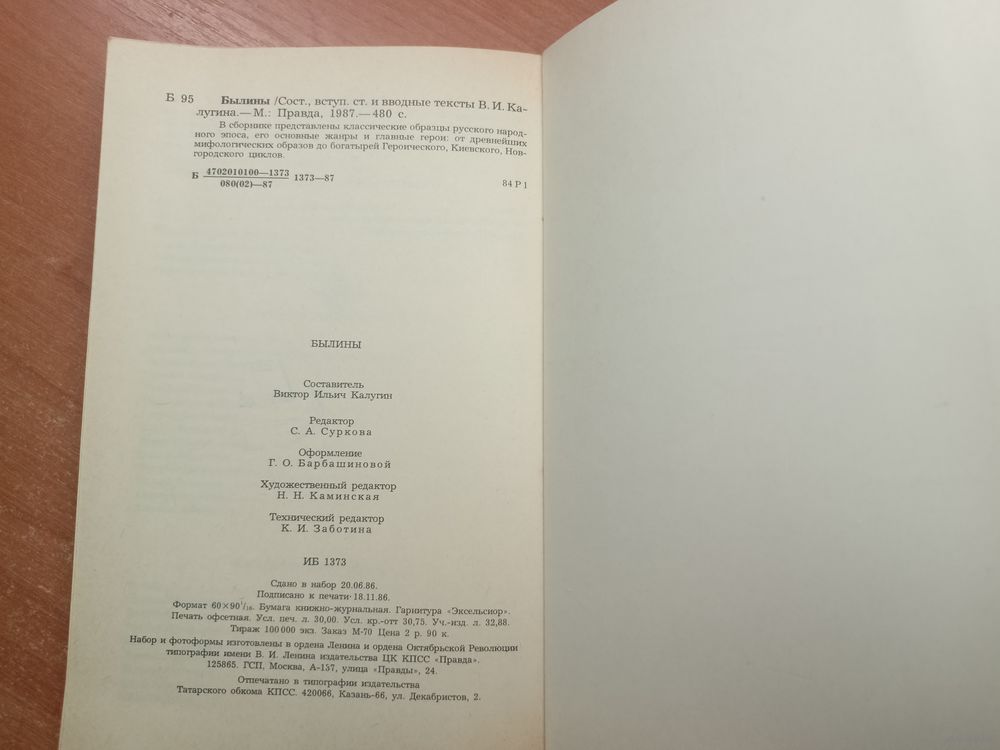 Б 95 Былины /Сост., вступ. ст. и вводные тексты В. И. Ка-
лугина.— М.: Правда, 1987.— 480 с.
В сборнике представлены классические образцы русского народ-
ного эпоса, его основные жанры и главные герои: от древнейших
мифологических образов до богатырей Героического, Киевского, Нов-
городского циклов.
Б 4702010100—1373 1373—87
080(02)—87
84 Р 1
БЫЛИНЫ
Составитель
Виктор Ильич Калугин
Редактор
С. А. Суркова
Оформление
Г. О. Барбашиновой
Художественный редактор
Н. Н. Каминская
Технический редактор
К. И. Заботина
ИБ 1373
Сдано в набор 20.06.86.
Подписано к печати 18.11.86.
Формат 60×90 1/16. Бумага книжно-журнальная. Гарнитура «Эксельсиор».
Печать офсетная. Усл. печ. л. 30,00. Усл. кр.-отт 30,75. Уч.-изд. л. 32,88.
Тираж 100 000 экз. Заказ М-70 Цена 2 р. 90 к.
Набор и фотоформы изготовлены в ордена Ленина и ордена Октябрьской Революции
типографии имени В. И. Ленина издательства ЦК КПСС «Правда».
125865. ГСП, Москва, А-137, улица «Правды», 24.
Отпечатано в типографии издательства
Татарского обкома КПСС. 420066, Казань-66, ул. Декабристов, 2.